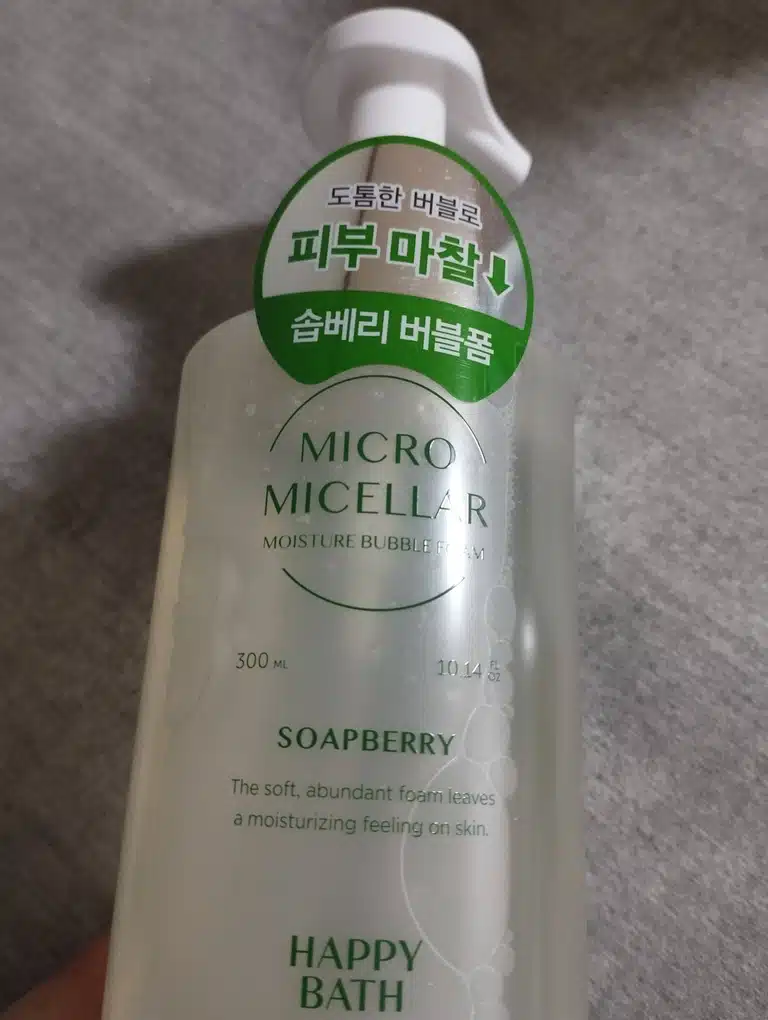 도톰한 버블로
피부 마찰↓
솝베리 버블폼
MICRO
MICELLAR
MOISTURE BUBBLE FOAM
300 ML 10.14 FL OZ
SOAPBERRY
The soft, abundant foam leaves
a moisturizing feeling on skin.
HAPPY
BATH